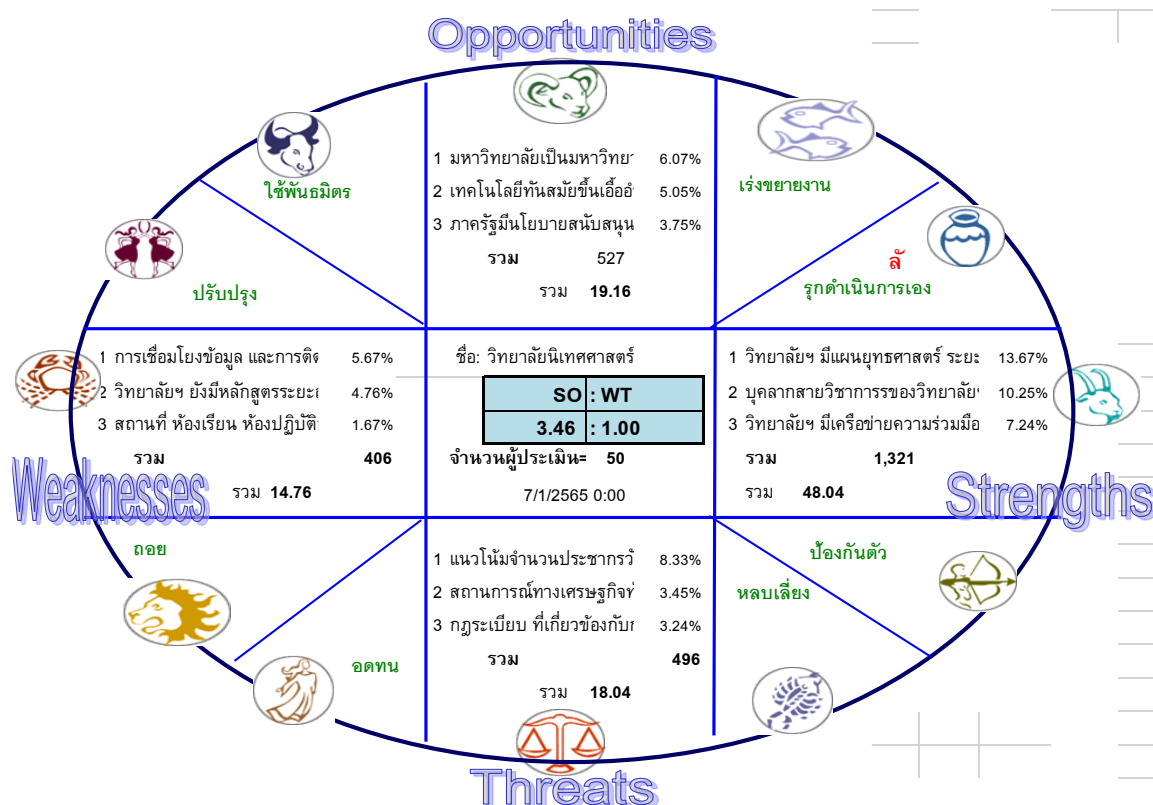 Opportunities
1 มหาวิทยาลัยเป็นมหาวิทยา 6.07%
2 เทคโนโลยีทันสมัยขึ้นเอื้ออำ 5.05%
3 ภาครัฐมีนโยบายสนับสนุน 3.75%
รวม 527
รวม 19.16
ใช้พันธมิตร
เร่งขยายงาน
ปรับปรุง
ลั
รุกดำเนินการเอง
1 การเชื่อมโยงข้อมูล และการติด 5.67%
2 วิทยาลัยฯ ยังมีหลักสูตรระยะ 4.76%
3 สถานที่ ห้องเรียน ห้องปฏิบัติ 1.67%
รวม 406
Weaknesses
รวม 14.76
ชื่อ: วิทยาลัยนิเทศศาสตร์
SO : WT
3.46 : 1.00
จำนวนผู้ประเมิน= 50
7/1/2565 0:00
1 วิทยาลัยฯ มีแผนยุทธศาสตร์ ระยะ 13.67%
2 บุคลากสายวิชาการรของวิทยาลัยฯ 10.25%
3 วิทยาลัยฯ มีเครือข่ายความร่วมมือ 7.24%
รวม 1,321
รวม 48.04
Strengths
ถอย
อดทน
1 แนวโน้มจำนวนประชากรวั 8.33%
2 สถานการณ์ทางเศรษฐกิจท 3.45%
3 กฎระเบียบ ที่เกี่ยวข้องกับก 3.24%
รวม 496
รวม 18.04
ป้องกันตัว
หลบเลี่ยง
Threats